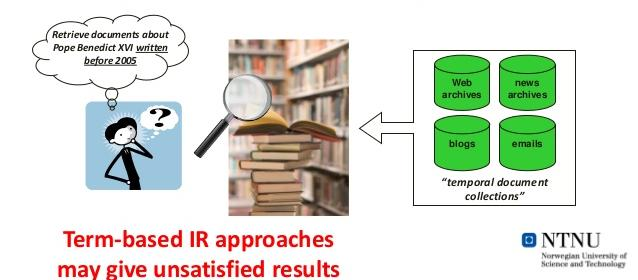 Retrieve documents about
Pope Benedict XVI written
before 2005
?
Web
archives
news
archives
blogs
emails
“temporal document
collections”
Term-based IR approaches
may give unsatisfied results
NTNU
Norwegian University of
Science and Technology